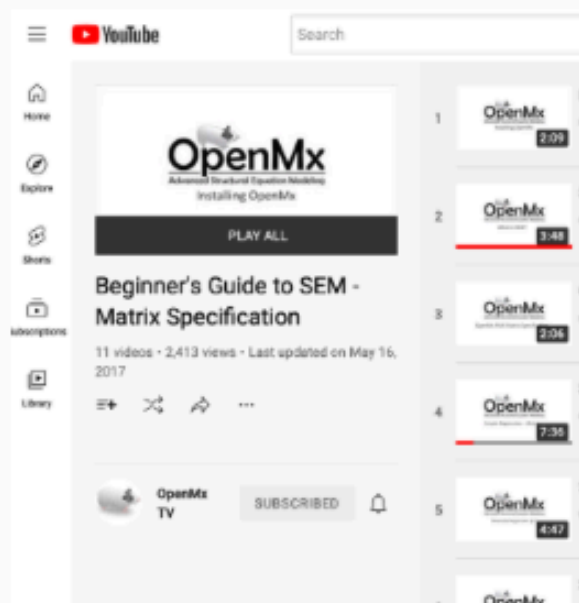 YouTube
Search
Home
Explore
Shorts
Subscriptions
Library
OpenMx
Advanced Structural Equation Modeling
Installing OpenMx
PLAY ALL
Beginner's Guide to SEM -
Matrix Specification
11 videos • 2,413 views • Last updated on May 16,
2017
OpenMx
TV
SUBSCRIBED
1
OpenMx
2:09
2
OpenMx
3:48
3
OpenMx
2:06
4
OpenMx
7:36
5
OpenMx
4:47
OpenMx